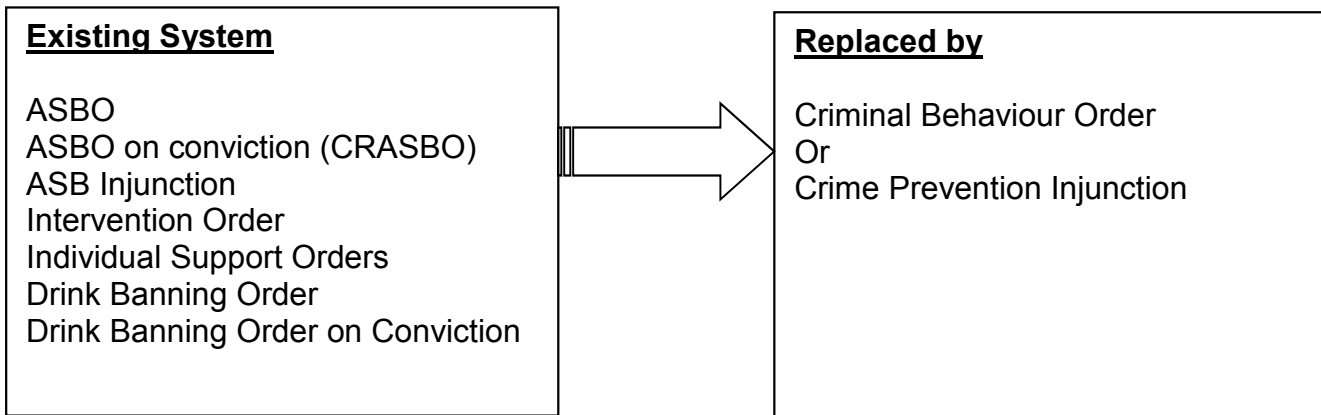 Existing System
ASBO
ASBO on conviction (CRASBO)
ASB Injunction
Intervention Order
Individual Support Orders
Drink Banning Order
Drink Banning Order on Conviction
Replaced by
Criminal Behaviour Order
Or
Crime Prevention Injunction